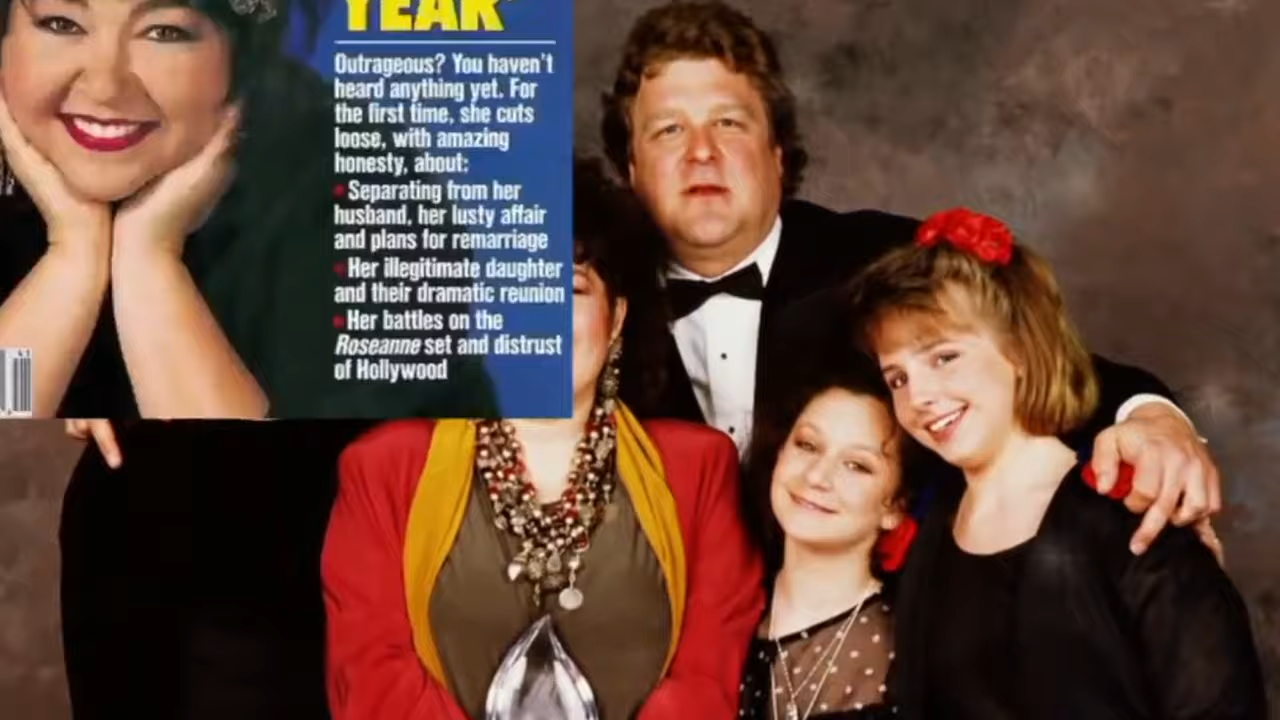 YEAR'
Outrageous? You haven't
heard anything yet. For
the first time, she cuts
loose, with amazing
honesty, about:
• Separating from her
husband, her lusty affair
and plans for remarriage
• Her illegitimate daughter
and their dramatic reunion
• Her battles on the
Roseanne set and distrust
of Hollywood